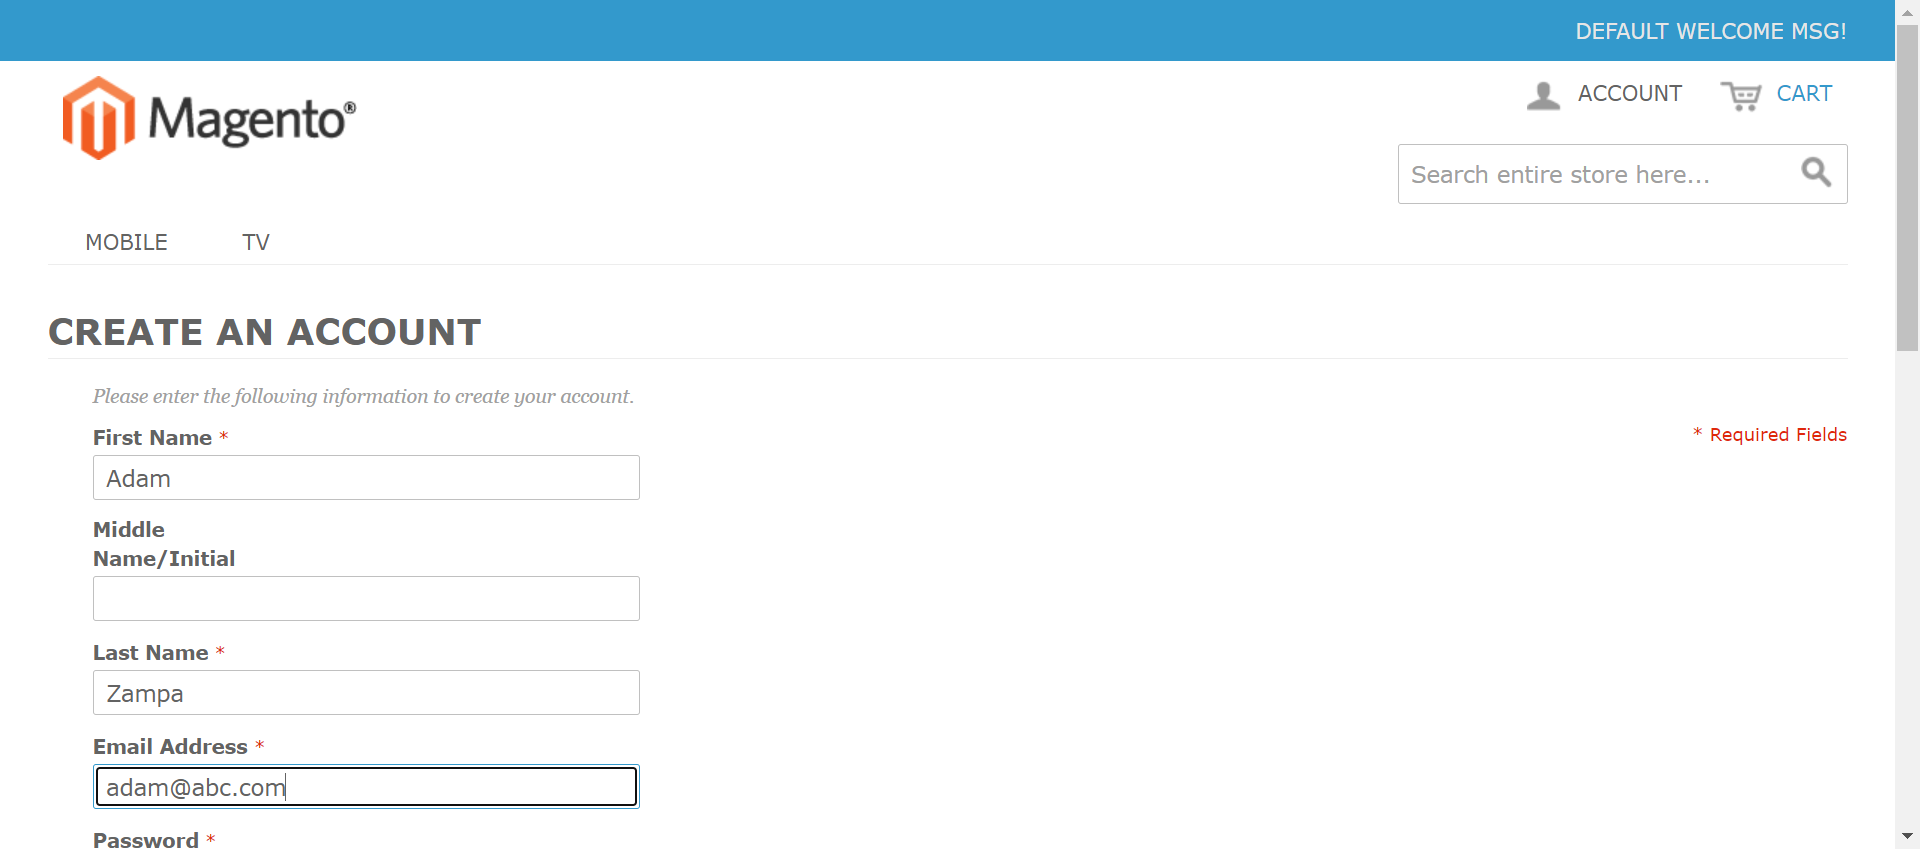 DEFAULT WELCOME MSG!
Magento®
ACCOUNT
CART
Search entire store here...
MOBILE
TV
CREATE AN ACCOUNT
Please enter the following information to create your account.
First Name *
* Required Fields
Adam
Middle
Name/Initial
Last Name *
Zampa
Email Address *
adam@abc.com
Password *